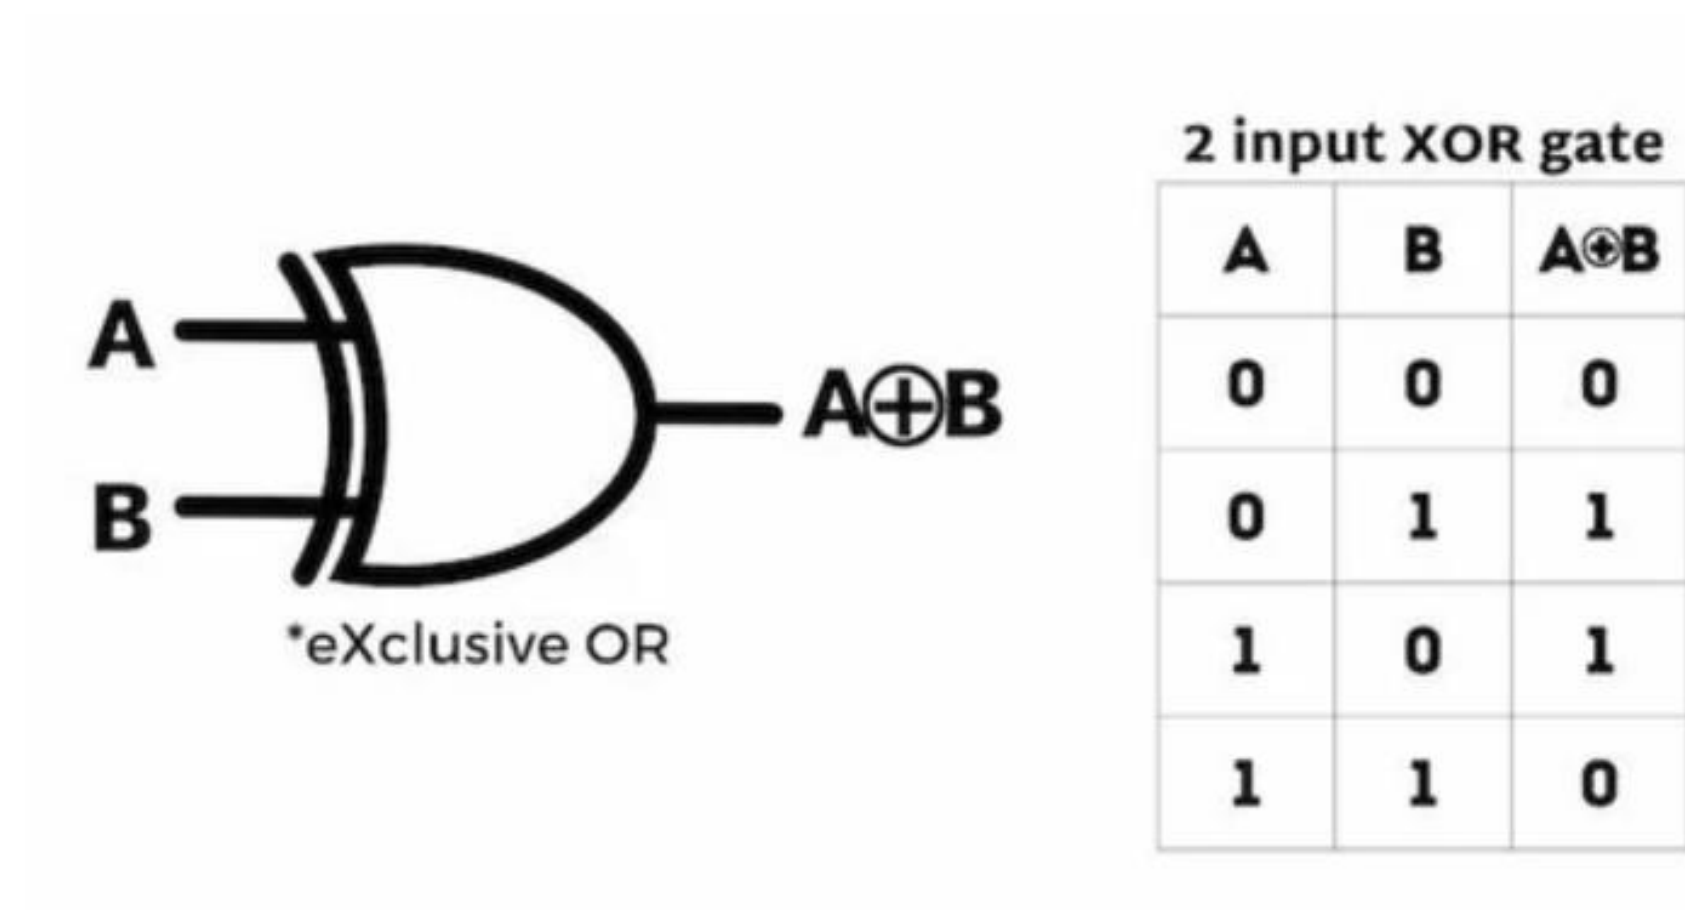 A
B
A⊕B
*eXclusive OR
2 input XOR gate
A B A⊕B
0 0 0
0 1 1
1 0 1
1 1 0